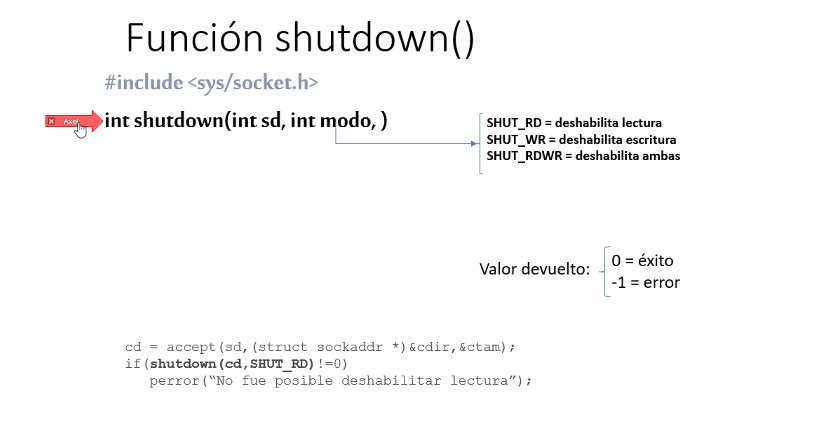 Función shutdown()
#include <sys/socket.h>
Axel
int shutdown(int sd, int modo, )
SHUT_RD = deshabilita lectura
SHUT_WR = deshabilita escritura
SHUT_RDWR = deshabilita ambas
Valor devuelto:
0 = éxito
-1 = error
cd = accept(sd,(struct sockaddr *)&cdir,&ctam);
if(shutdown(cd,SHUT_RD)!=0)
perror(“No fue posible deshabilitar lectura”);